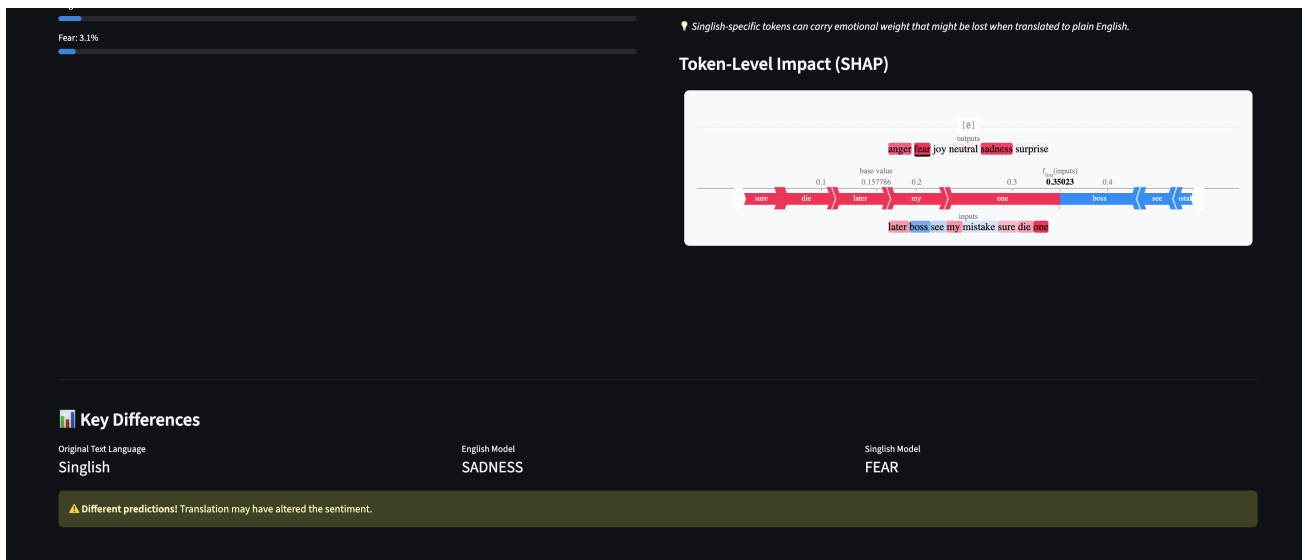 Fear: 3.1%
💡 Singlish-specific tokens can carry emotional weight that might be lost when translated to plain English.
Token-Level Impact (SHAP)
[0]
outputs
anger fear joy neutral sadness surprise
base value
0.1 0.157786 0.2 0.3 0.35023 0.4
sure die later my one boss see
inputs
later boss see my mistake sure die one
📊 Key Differences
Original Text Language
Singlish
English Model
SADNESS
Singlish Model
FEAR
⚠️ Different predictions! Translation may have altered the sentiment.